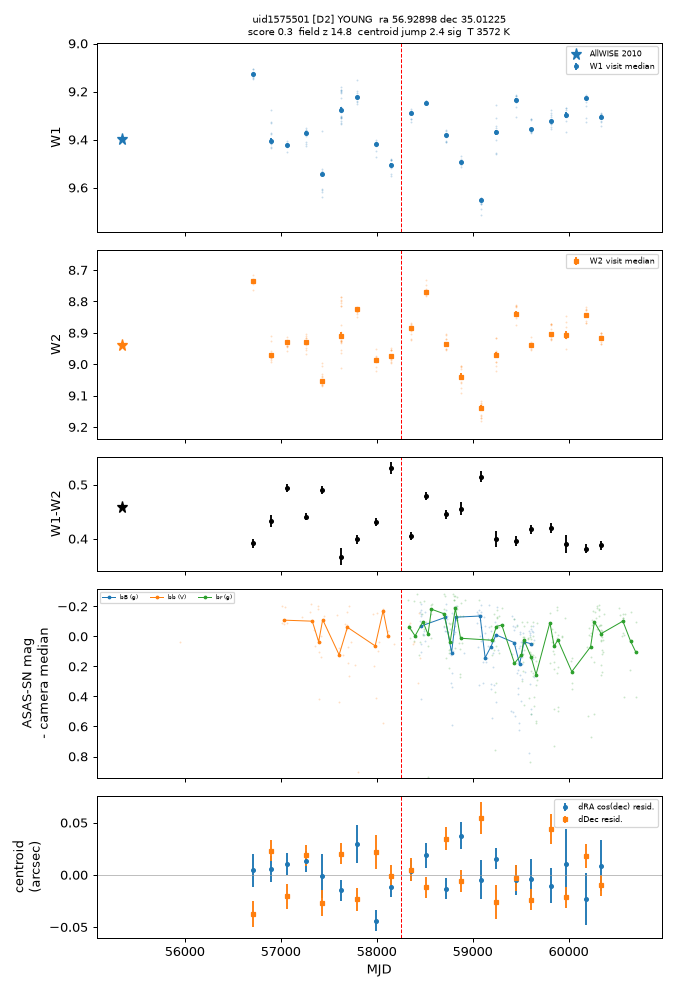 uid1575501 [D2] YOUNG  ra 56.92898 dec 35.01225
score 0.3  field z 14.8  centroid jump 2.4 sig  T 3572 K
9.0
9.2
9.4
9.6
W1
AllWISE 2010
W1 visit median
8.7
8.8
8.9
9.0
9.1
9.2
W2
W2 visit median
0.5
0.4
W1-W2
bB (g)
bb (V)
br (g)
−0.2
0.0
0.2
0.4
0.6
0.8
ASAS-SN mag
- camera median
dRA cos(dec) resid.
dDec resid.
0.05
0.00
−0.05
centroid
(arcsec)
56000
57000
58000
59000
60000
MJD